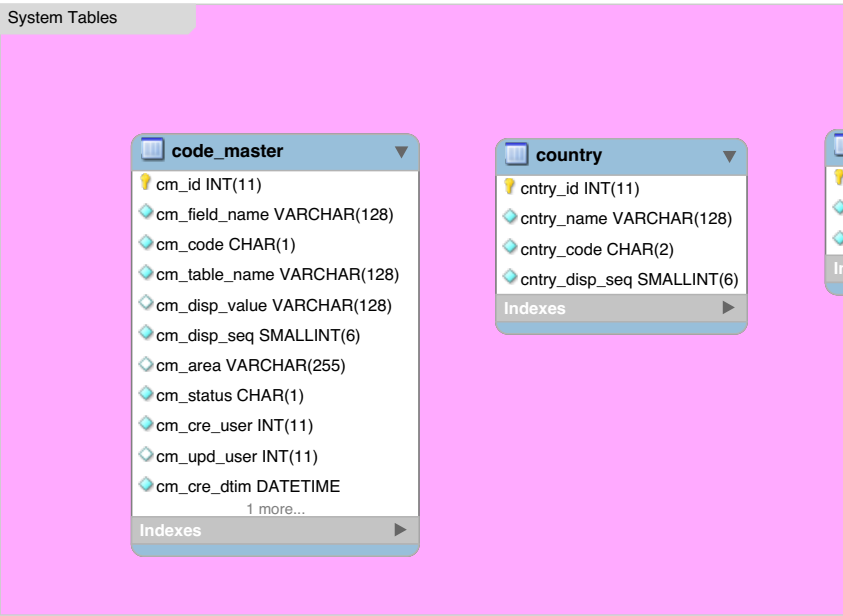 System Tables
code_master
cm_id INT(11)
cm_field_name VARCHAR(128)
cm_code CHAR(1)
cm_table_name VARCHAR(128)
cm_disp_value VARCHAR(128)
cm_disp_seq SMALLINT(6)
cm_area VARCHAR(255)
cm_status CHAR(1)
cm_cre_user INT(11)
cm_upd_user INT(11)
cm_cre_dtim DATETIME
1 more...
Indexes
country
cntry_id INT(11)
cntry_name VARCHAR(128)
cntry_code CHAR(2)
cntry_disp_seq SMALLINT(6)
Indexes